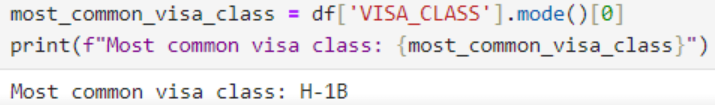 most_common_visa_class = df['VISA_CLASS'].mode()[0]
print(f"Most common visa class: {most_common_visa_class}")
Most common visa class: H-1B